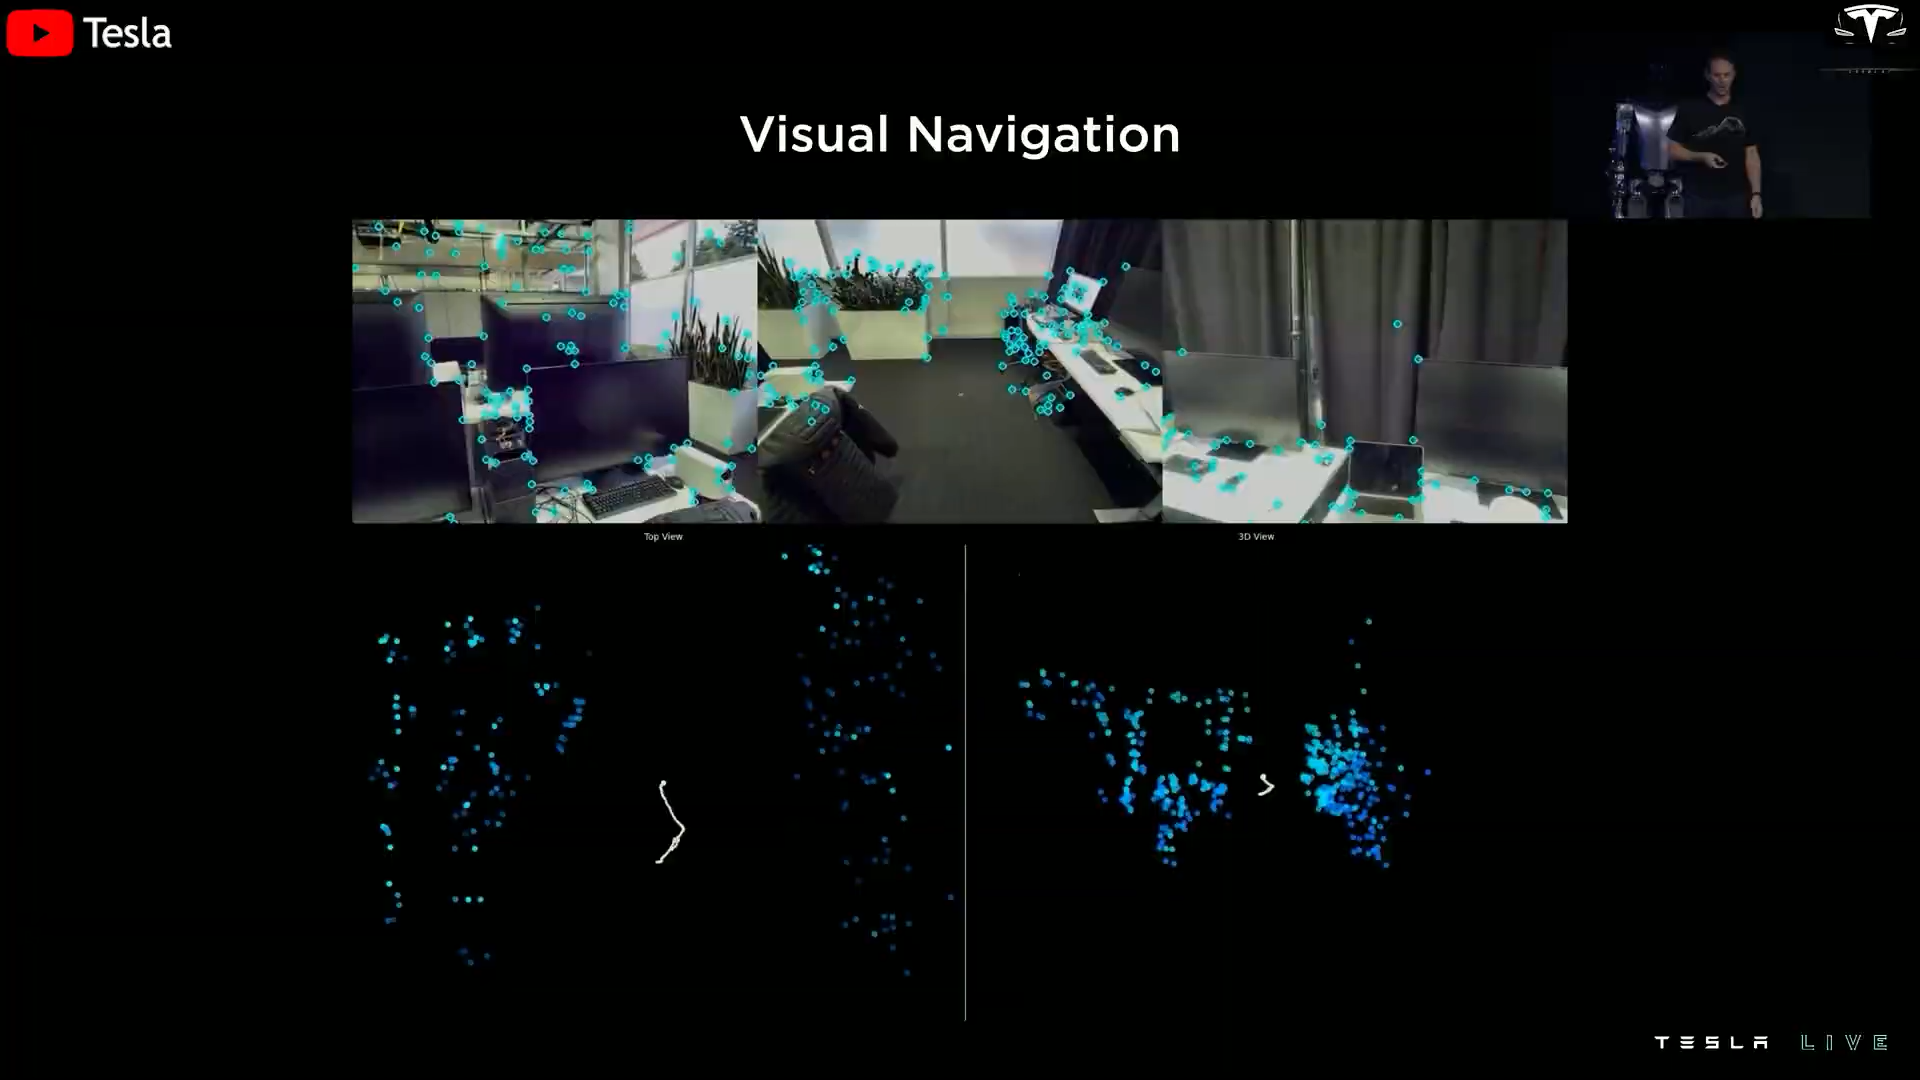 Tesla
Visual Navigation
Top View
3D View
TESLA LIVE